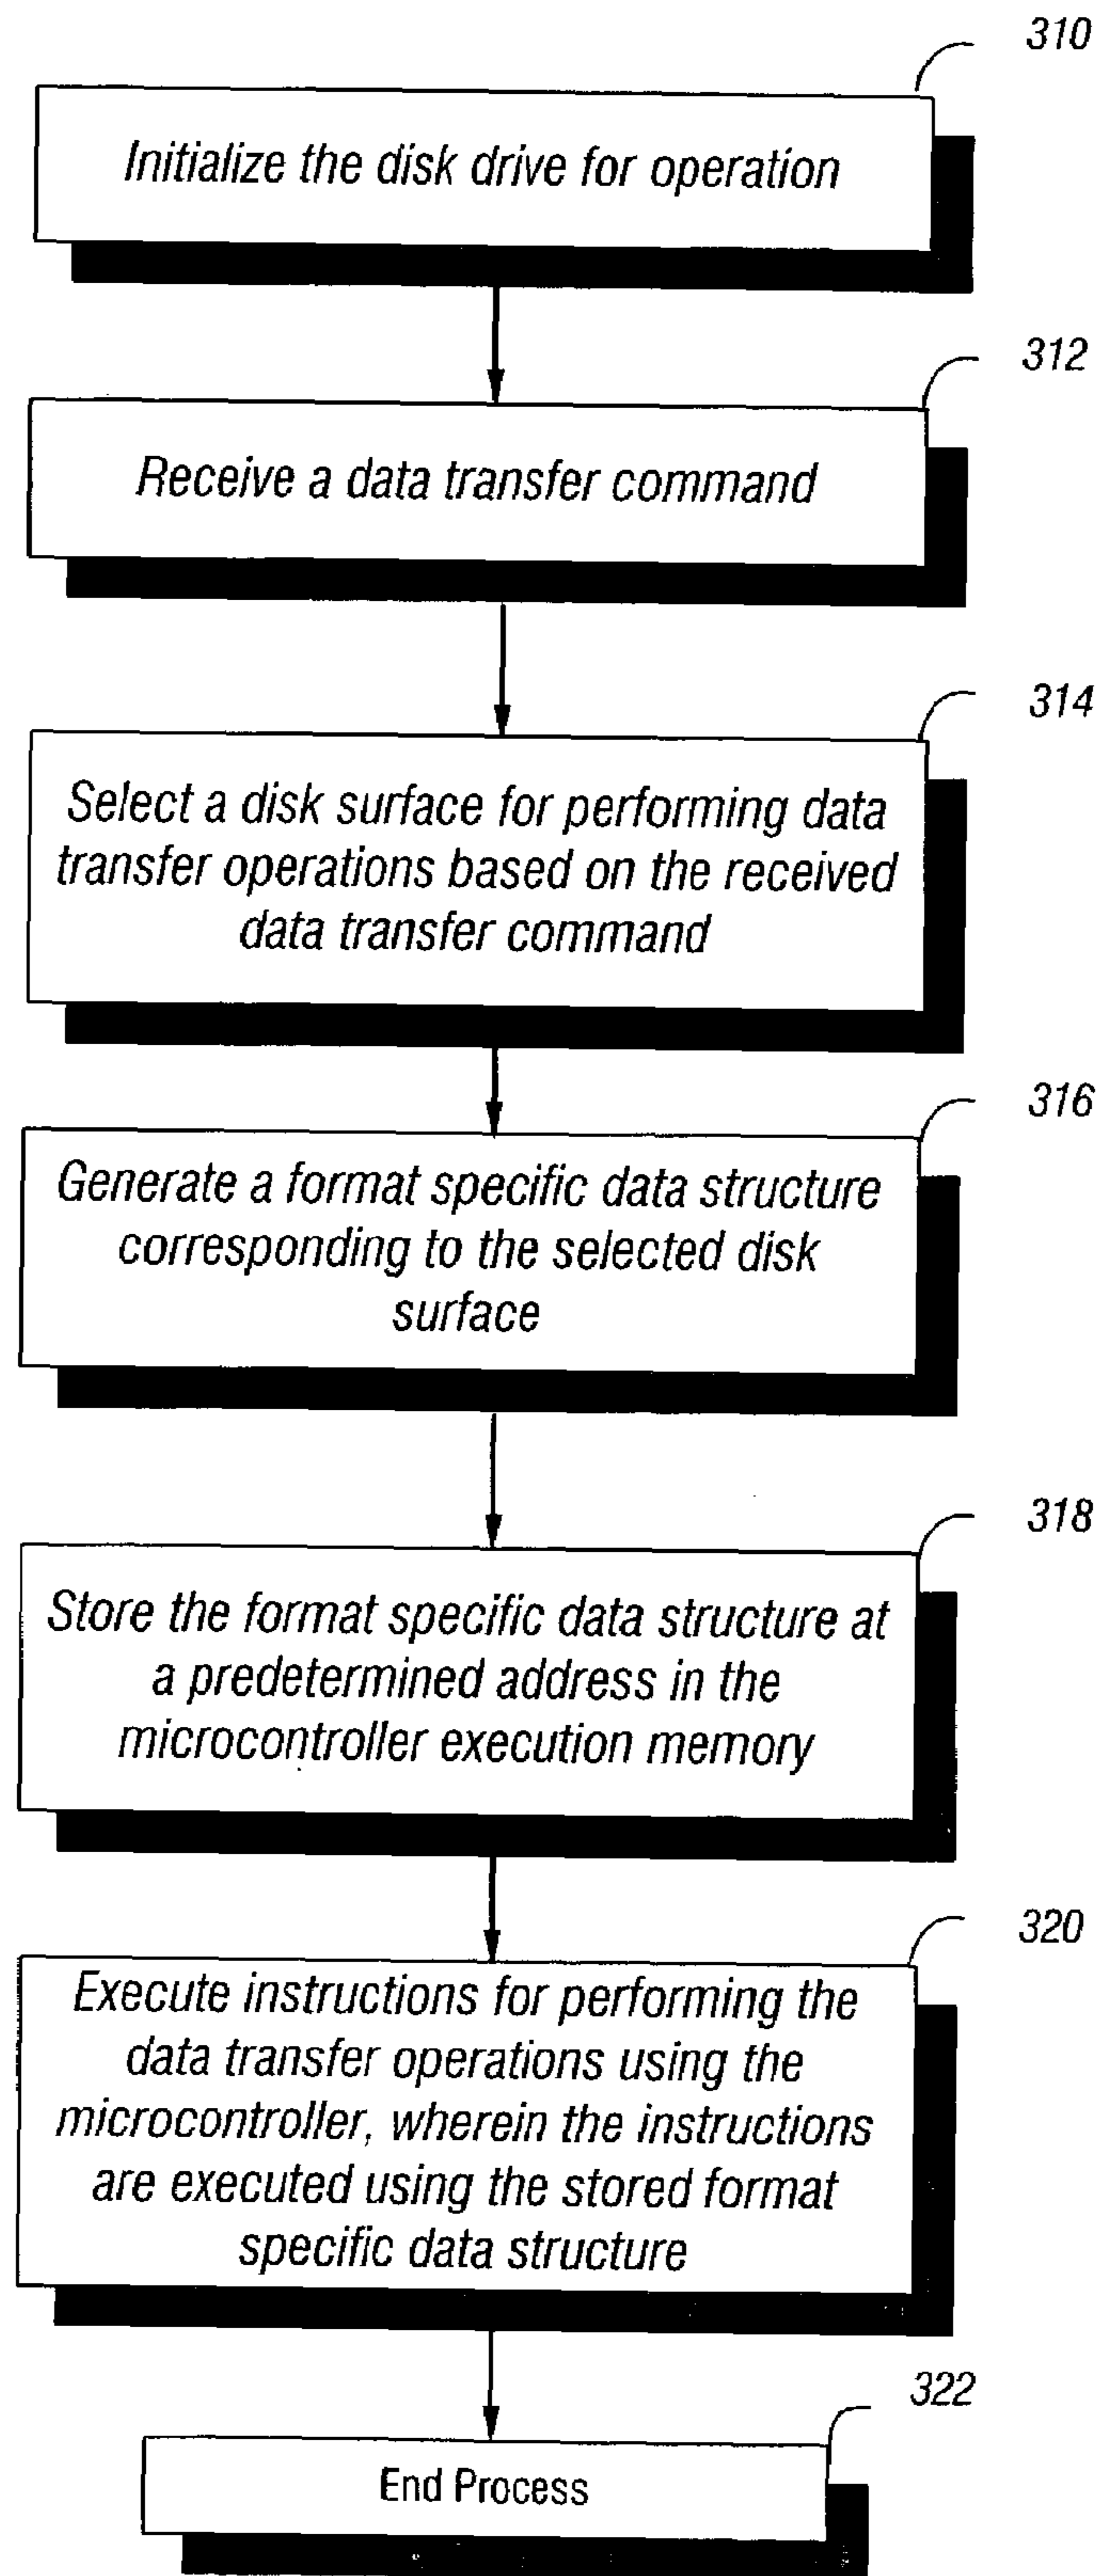 310
Initialize the disk drive for operation
312
Receive a data transfer command
314
Select a disk surface for performing data
transfer operations based on the received
data transfer command
316
Generate a format specific data structure
corresponding to the selected disk
surface
318
Store the format specific data structure at
a predetermined address in the
microcontroller execution memory
320
Execute instructions for performing the
data transfer operations using the
microcontroller, wherein the instructions
are executed using the stored format
specific data structure
322
End Process